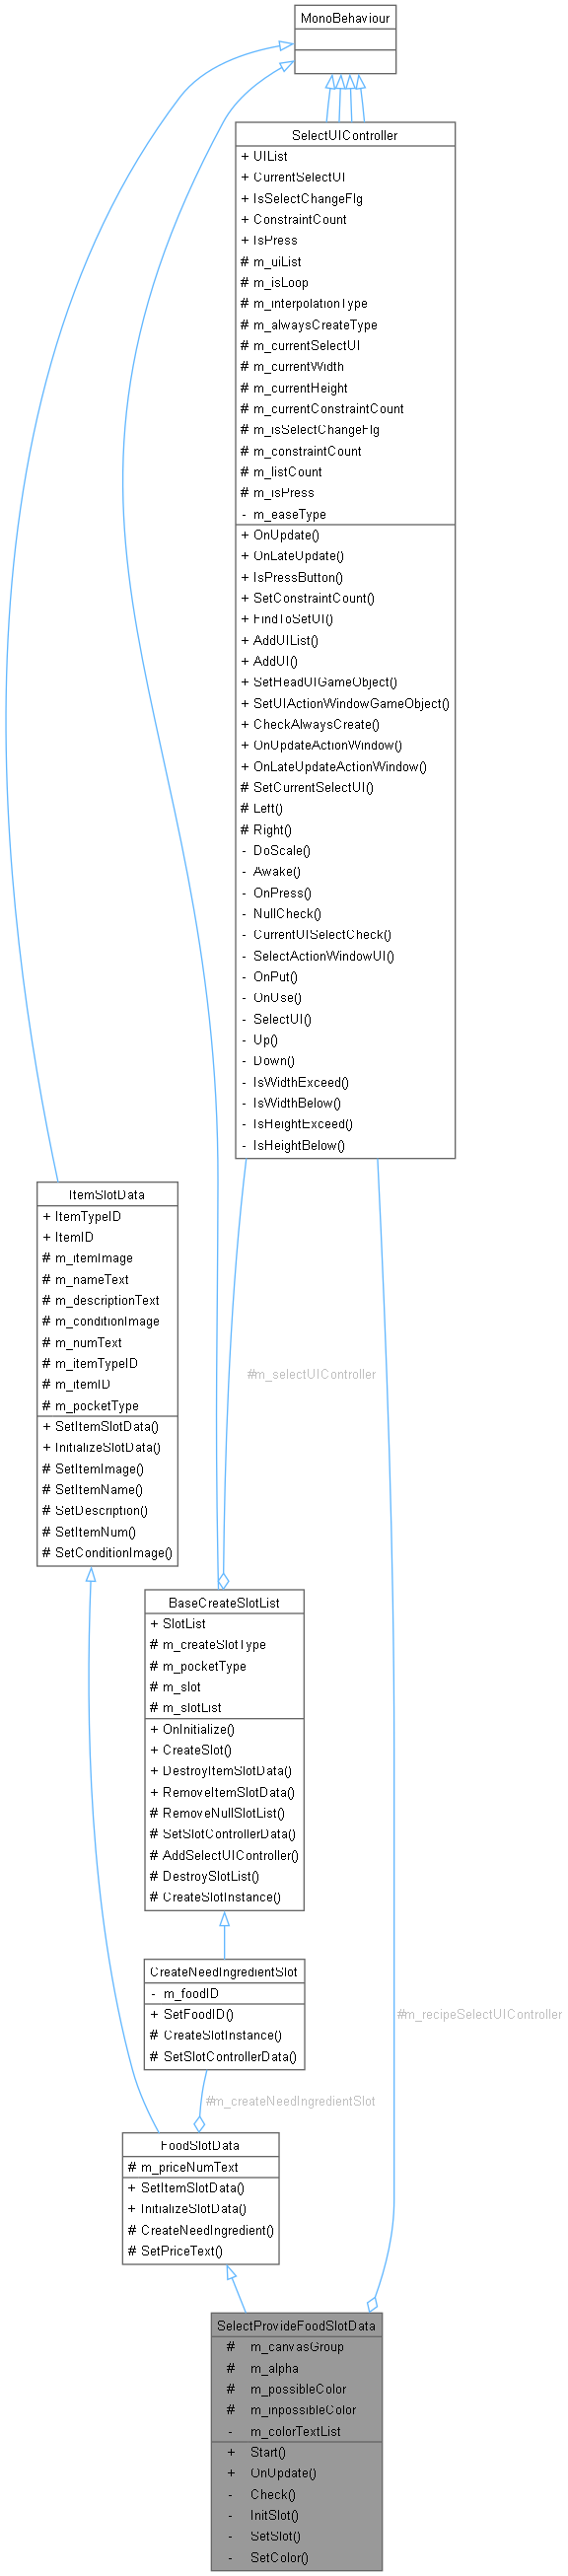 MonoBehaviour
SelectUIController
+ UIList
+ CurrentSelectUI
+ IsSelectChangeFlg
+ ConstraintCount
+ IsPress
# m_uiList
# m_isLoop
# m_interpolationType
# m_alwaysCreateType
# m_currentSelectUI
# m_currentWidth
# m_currentHeight
# m_currentConstraintCount
# m_isSelectChangeFlg
# m_constraintCount
# m_listCount
# m_isPress
- m_easeType
+ OnUpdate()
+ OnLateUpdate()
+ IsPressButton()
+ SetConstraintCount()
+ FindToSetUI()
+ AddUIList()
+ AddUI()
+ SetHeadUIGameObject()
+ SetUIActionWindowGameObject()
+ CheckAlwaysCreate()
+ OnUpdateActionWindow()
+ OnLateUpdateActionWindow()
# SetCurrentSelectUI()
# Left()
# Right()
- DoScale()
- Awake()
- OnPress()
- NullCheck()
- CurrentUISelectCheck()
- SelectActionWindowUI()
- OnPut()
- OnUse()
- SelectUI()
- Up()
- Down()
- IsWidthExceed()
- IsWidthBelow()
- IsHeightExceed()
- IsHeightBelow()
ItemSlotData
+ ItemTypeID
+ ItemID
# m_itemImage
# m_nameText
# m_descriptionText
# m_conditionImage
# m_numText
# m_itemTypeID
# m_itemID
# m_pocketType
+ SetItemSlotData()
+ InitializeSlotData()
# SetItemImage()
# SetItemName()
# SetDescription()
# SetItemNum()
# SetConditionImage()
#m_selectUIController
BaseCreateSlotList
+ SlotList
# m_createSlotType
# m_pocketType
# m_slot
# m_slotList
+ OnInitialize()
+ CreateSlot()
+ DestroyItemSlotData()
+ RemoveItemSlotData()
# RemoveNullSlotList()
# SetSlotControllerData()
# AddSelectUIController()
# DestroySlotList()
# CreateSlotInstance()
CreateNeedIngredientSlot
- m_foodID
+ SetFoodID()
# CreateSlotInstance()
# SetSlotControllerData()
#m_recipeSelectUIController
#m_createNeedIngredientSlot
FoodSlotData
# m_priceNumText
+ SetItemSlotData()
+ InitializeSlotData()
# CreateNeedIngredient()
# SetPriceText()
SelectProvideFoodSlotData
# m_canvasGroup
# m_alpha
# m_possibleColor
# m_inpossibleColor
- m_colorTextList
+ Start()
+ OnUpdate()
- Check()
- InitSlot()
- SetSlot()
- SetColor()